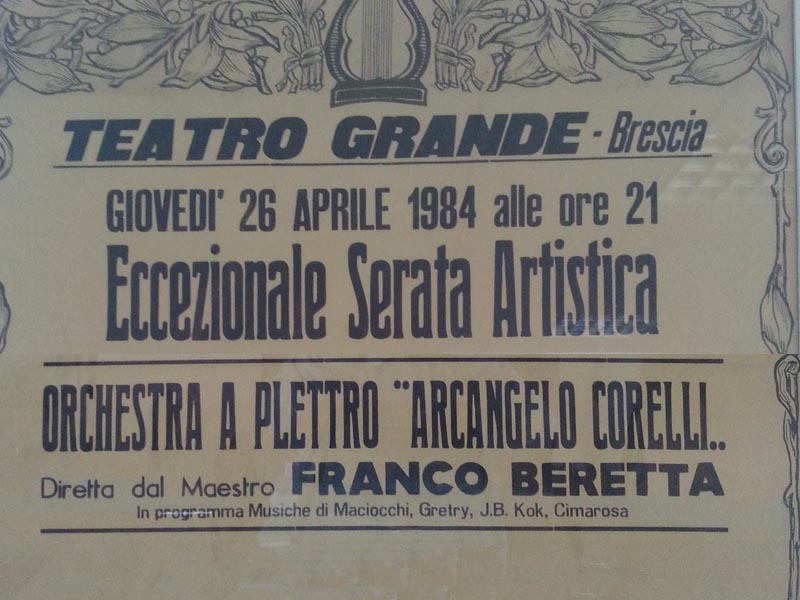 TEATRO GRANDE - Brescia
GIOVEDI' 26 APRILE 1984 alle ore 21
Eccezionale Serata Artistica
ORCHESTRA A PLETTRO ¨ARCANGELO CORELLI..
Diretta dal Maestro FRANCO BERETTA
In programma Musiche di Maciocchi, Gretry, J.B. Kok, Cimarosa